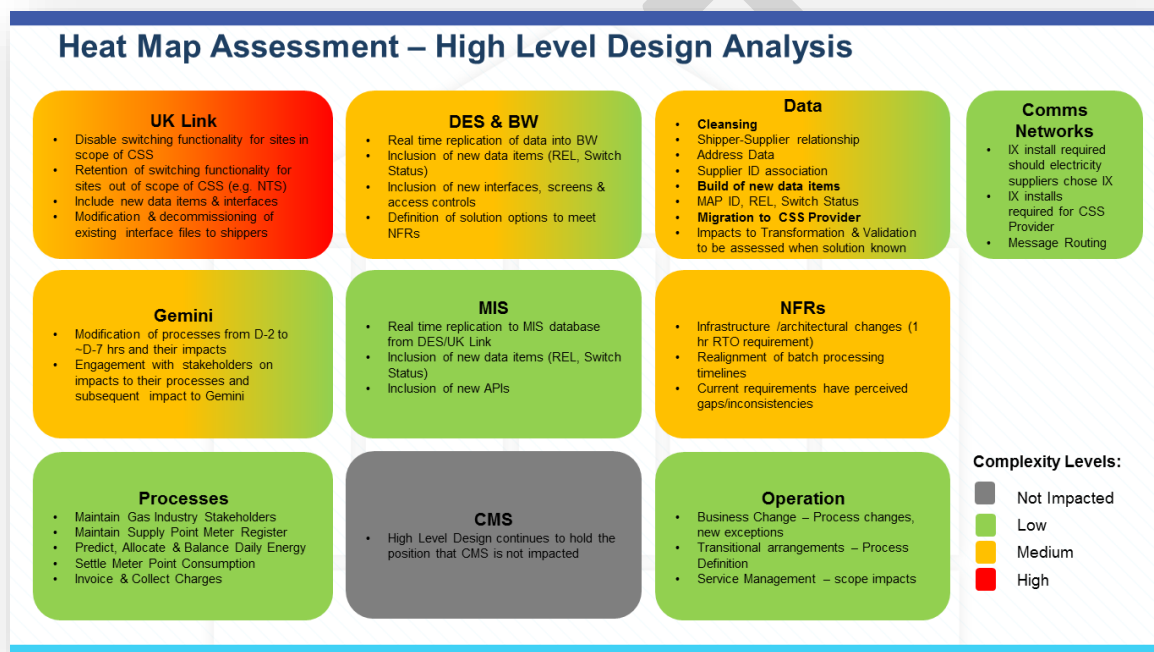 Heat Map Assessment – High Level Design Analysis
UK Link
• Disable switching functionality for sites in
scope of CSS
• Retention of switching functionality for
sites out of scope of CSS (e.g. NTS)
• Include new data items & interfaces
• Modification & decommissioning of
existing interface files to shippers
DES & BW
• Real time replication of data into BW
• Inclusion of new data items (REL, Switch
Status)
• Inclusion of new interfaces, screens &
access controls
• Definition of solution options to meet
NFRs
Data
• Cleansing
• Shipper-Supplier relationship
• Address Data
• Supplier ID association
• Build of new data items
• MAP ID, REL, Switch Status
• Migration to CSS Provider
• Impacts to Transformation & Validation
to be assessed when solution known
Comms
Networks
• IX install required
should electricity
suppliers chose IX
• IX installs
required for CSS
Provider
• Message Routing
Gemini
• Modification of processes from D-2 to
~D-7 hrs and their impacts
• Engagement with stakeholders on
impacts to their processes and
subsequent impact to Gemini
MIS
• Real time replication to MIS database
from DES/UK Link
• Inclusion of new data items (REL, Switch
Status)
• Inclusion of new APIs
NFRs
• Infrastructure /architectural changes (1
hr RTO requirement)
• Realignment of batch processing
timelines
• Current requirements have perceived
gaps/inconsistencies
Processes
• Maintain Gas Industry Stakeholders
• Maintain Supply Point Meter Register
• Predict, Allocate & Balance Daily Energy
• Settle Meter Point Consumption
• Invoice & Collect Charges
CMS
• High Level Design continues to hold the
position that CMS is not impacted
Operation
• Business Change – Process changes,
new exceptions
• Transitional arrangements – Process
Definition
• Service Management – scope impacts
Complexity Levels:
Not Impacted
Low
Medium
High